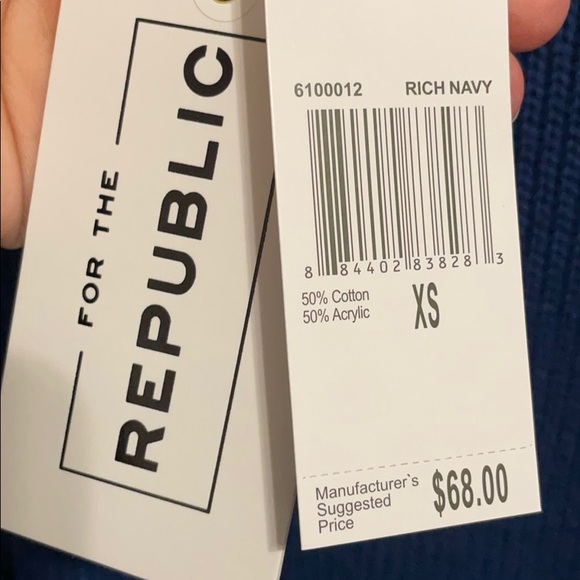 FOR THE
REPUBLIC
6100012 RICH NAVY
8 84402 83828 3
50% Cotton
50% Acrylic
XS
Manufacturer`s
Suggested
Price
$68.00